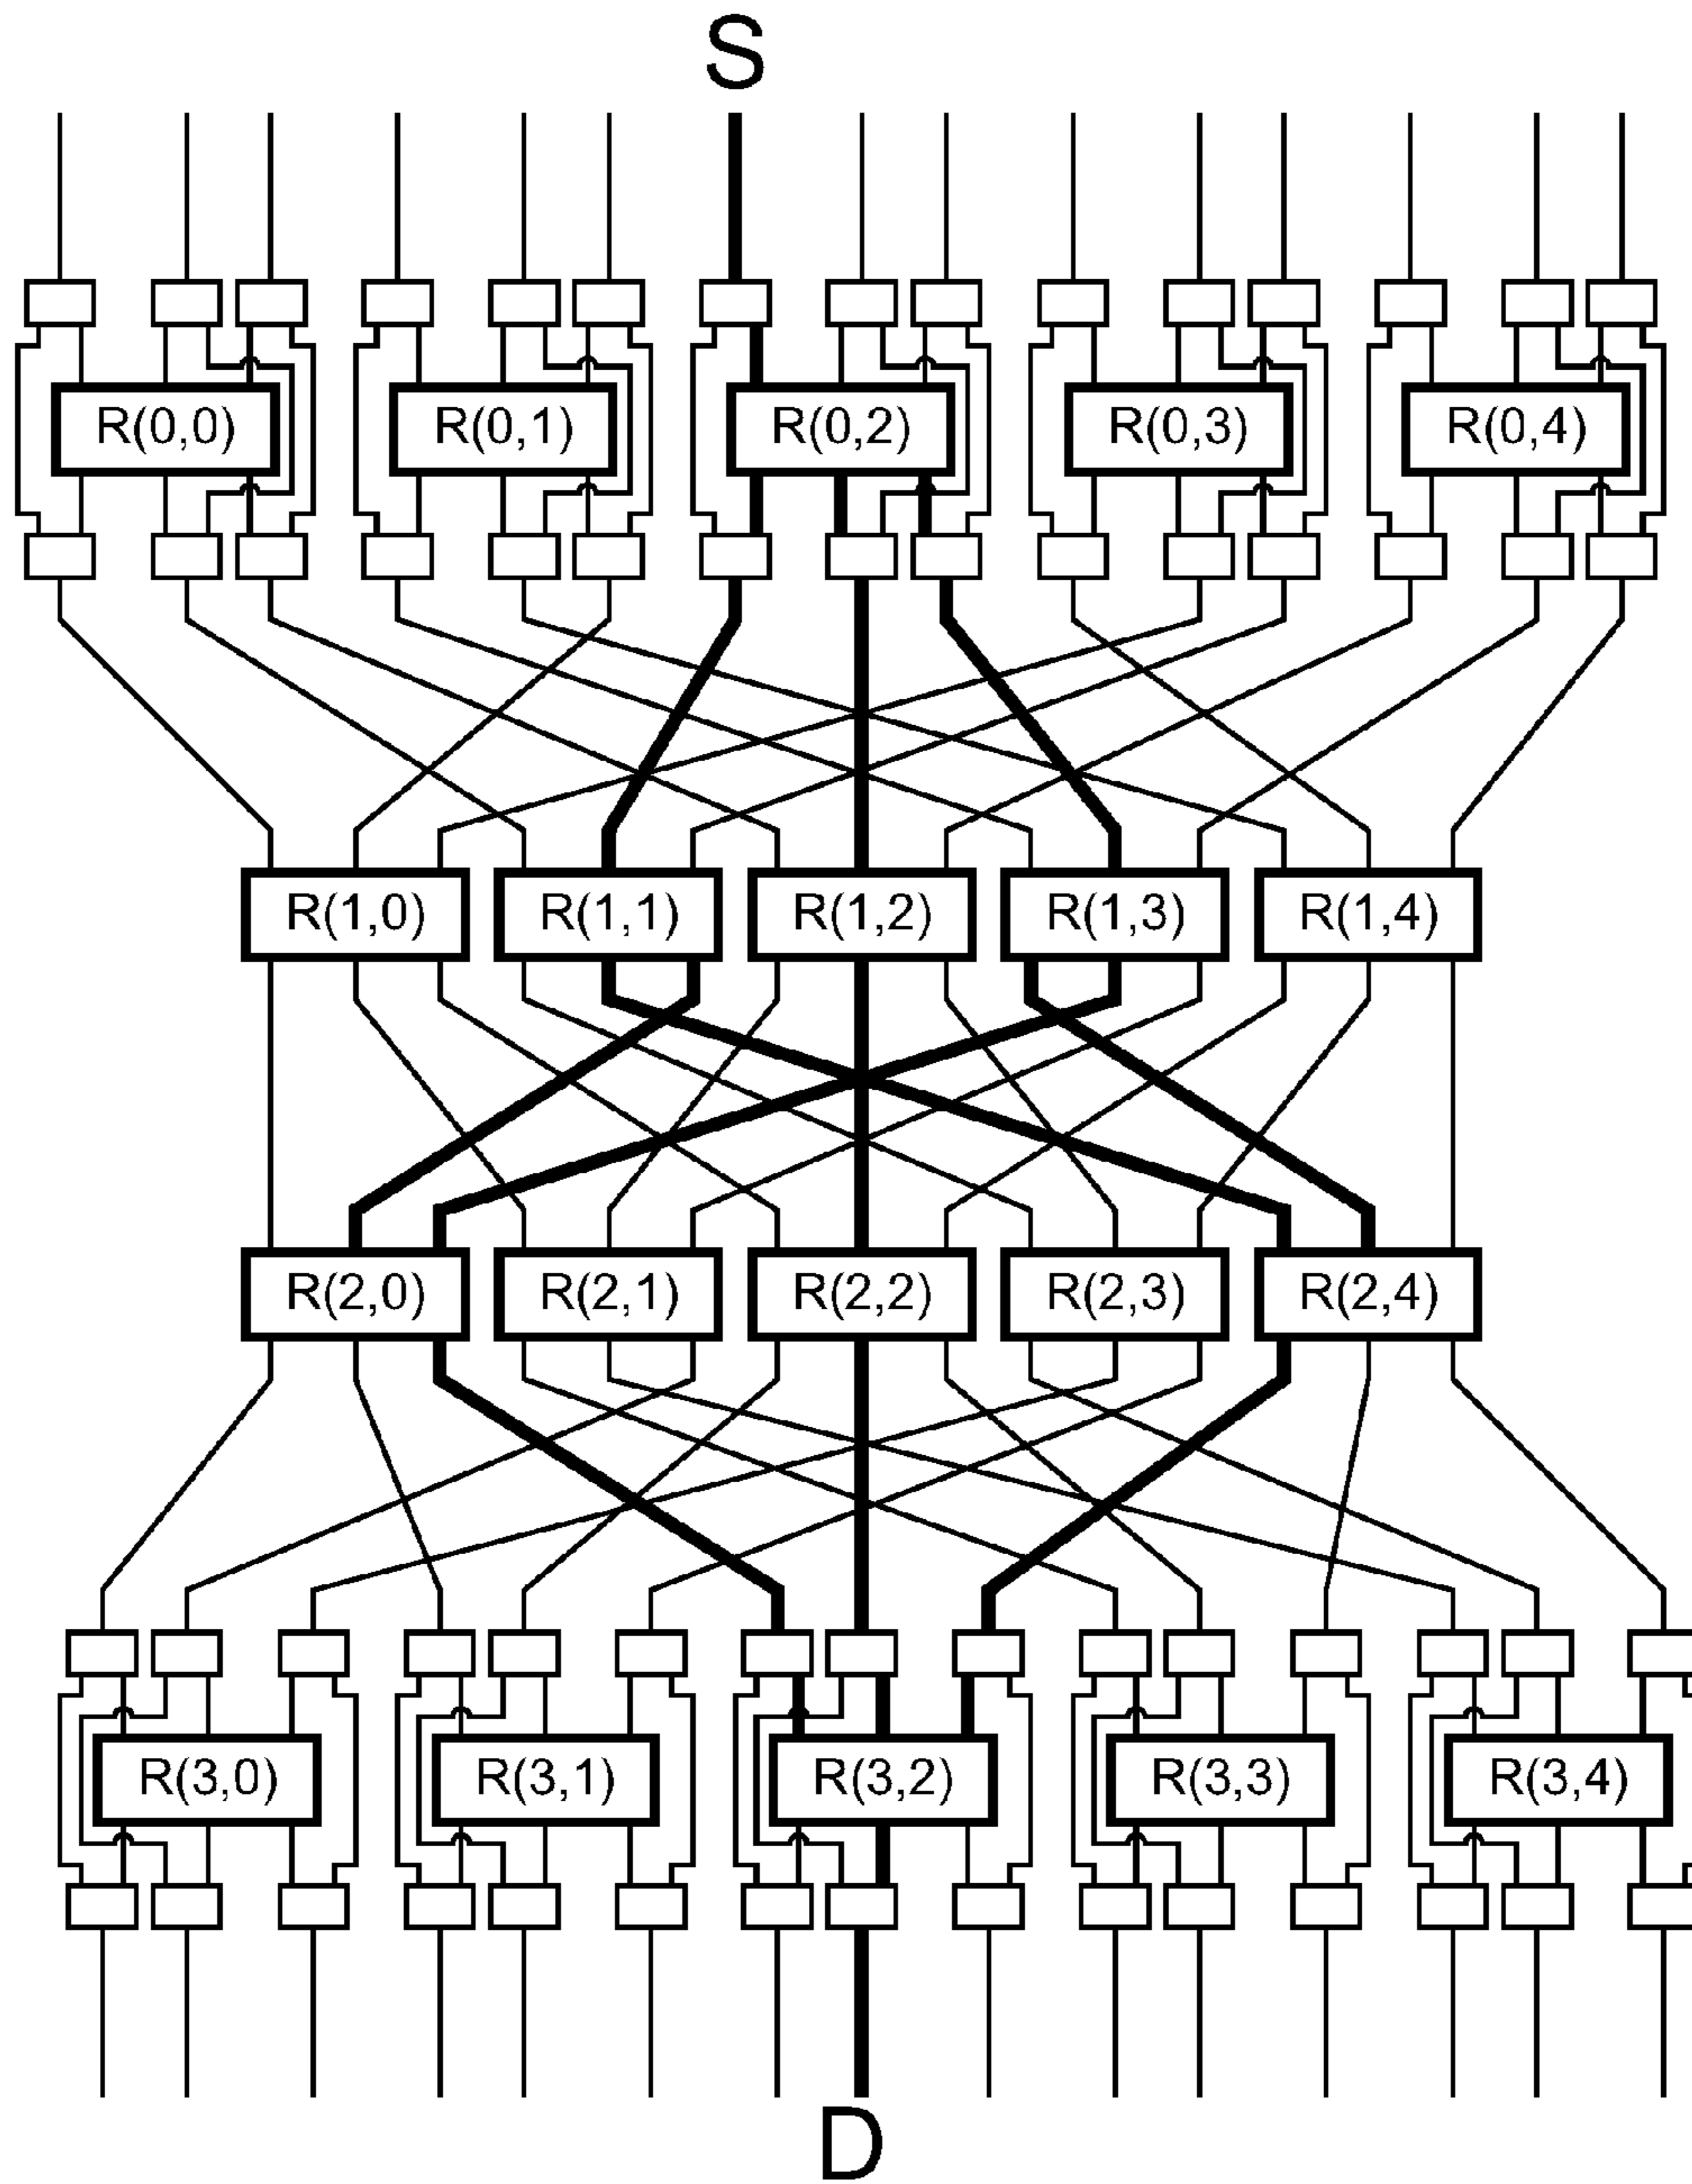 S
R(0,0) R(0,1) R(0,2) R(0,3) R(0,4)
R(1,0) R(1,1) R(1,2) R(1,3) R(1,4)
R(2,0) R(2,1) R(2,2) R(2,3) R(2,4)
R(3,0) R(3,1) R(3,2) R(3,3) R(3,4)
D